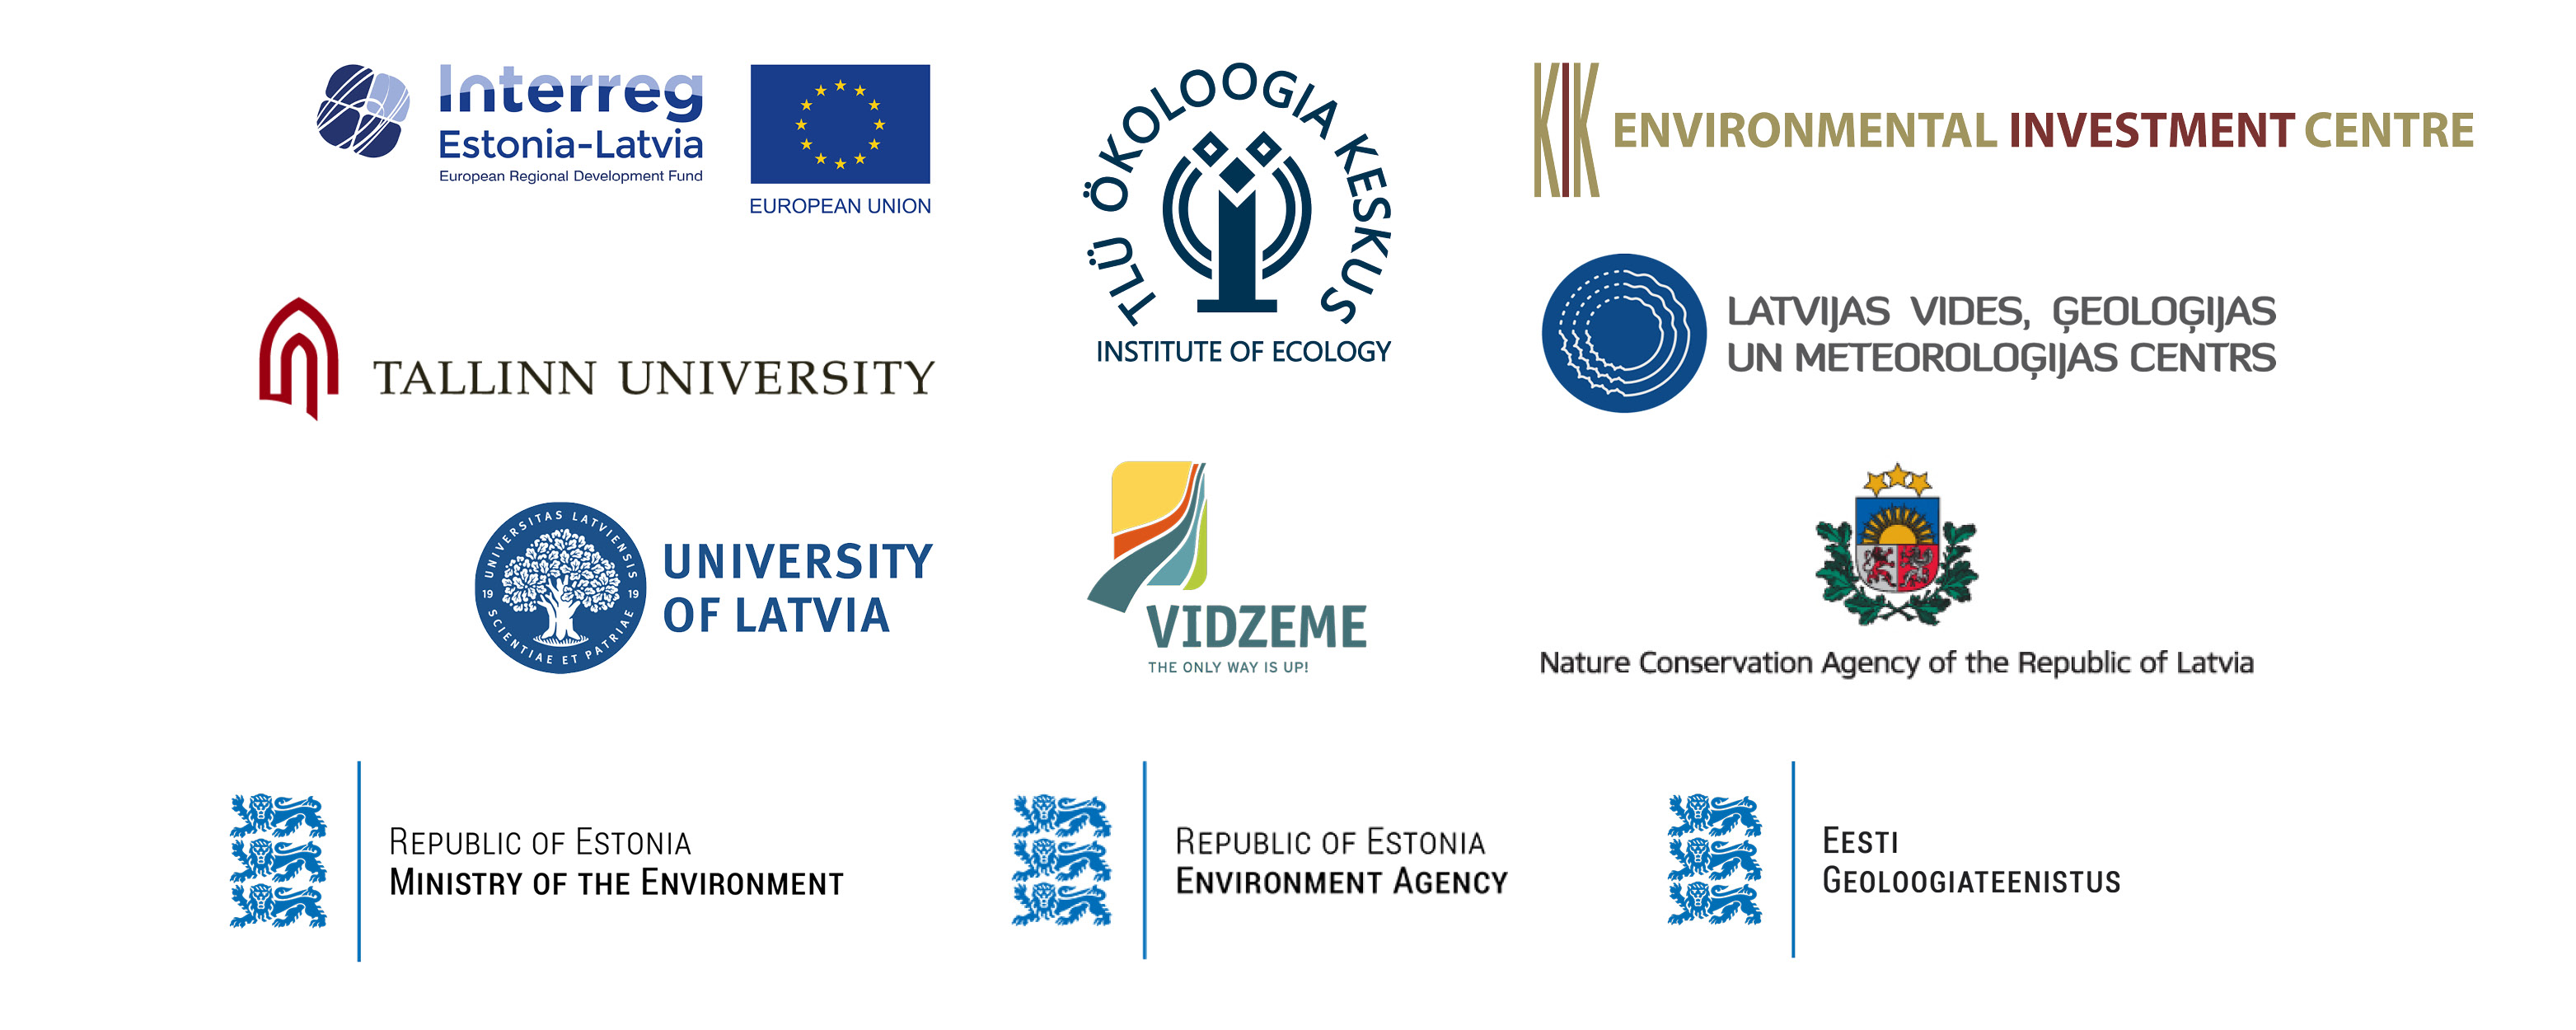 Interreg
Estonia-Latvia
European Regional Development Fund
EUROPEAN UNION
TLÜ ÖKOLOOGIA KESKUS
INSTITUTE OF ECOLOGY
KIK ENVIRONMENTAL INVESTMENT CENTRE
TALLINN UNIVERSITY
LATVIJAS VIDES, ĢEOLOĢIJAS
UN METEOROLOĢIJAS CENTRS
UNIVERSITAS LATVIENSIS
19 19
SCIENTIAE ET PATRIAE
UNIVERSITY
OF LATVIA
VIDZEME
THE ONLY WAY IS UP!
Nature Conservation Agency of the Republic of Latvia
REPUBLIC OF ESTONIA
MINISTRY OF THE ENVIRONMENT
REPUBLIC OF ESTONIA
ENVIRONMENT AGENCY
EESTI
GEOLOOGIATEENISTUS